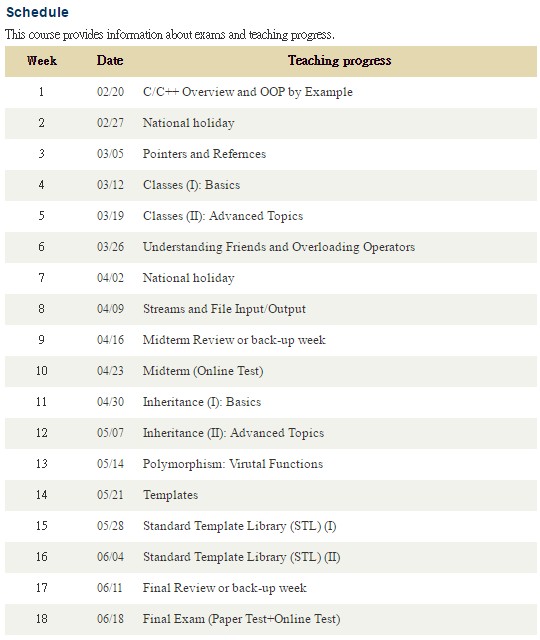 Schedule
This course provides information about exams and teaching progress.
Week Date Teaching progress
1 02/20 C/C++ Overview and OOP by Example
2 02/27 National holiday
3 03/05 Pointers and Refernces
4 03/12 Classes (I): Basics
5 03/19 Classes (II): Advanced Topics
6 03/26 Understanding Friends and Overloading Operators
7 04/02 National holiday
8 04/09 Streams and File Input/Output
9 04/16 Midterm Review or back-up week
10 04/23 Midterm (Online Test)
11 04/30 Inheritance (I): Basics
12 05/07 Inheritance (II): Advanced Topics
13 05/14 Polymorphism: Virutal Functions
14 05/21 Templates
15 05/28 Standard Template Library (STL) (I)
16 06/04 Standard Template Library (STL) (II)
17 06/11 Final Review or back-up week
18 06/18 Final Exam (Paper Test+Online Test)